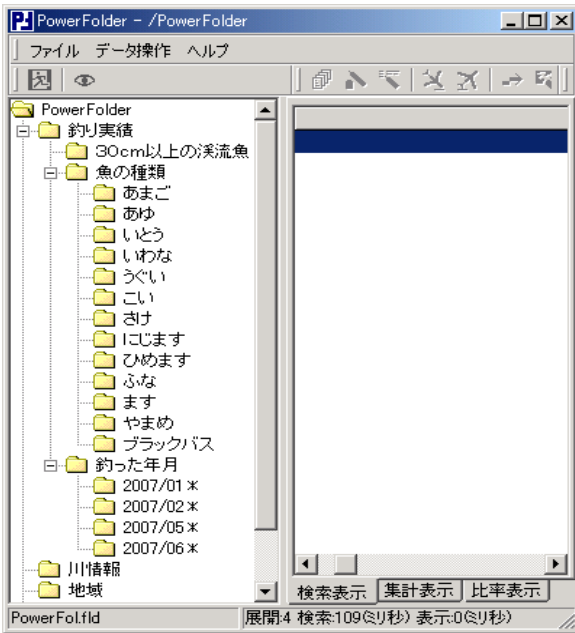 PowerFolder - /PowerFolder
ファイル データ操作 ヘルプ
PowerFolder
釣り実績
30cm以上の渓流魚
魚の種類
あまご
あゆ
いとう
いわな
うぐい
こい
さけ
にじます
ひめます
ふな
ます
やまめ
ブラックバス
釣った年月
2007/01*
2007/02*
2007/05*
2007/06*
川情報
地域
検索表示 集計表示 比率表示
PowerFol.fld 展開:4 検索:109(ミリ秒) 表示:0(ミリ秒)